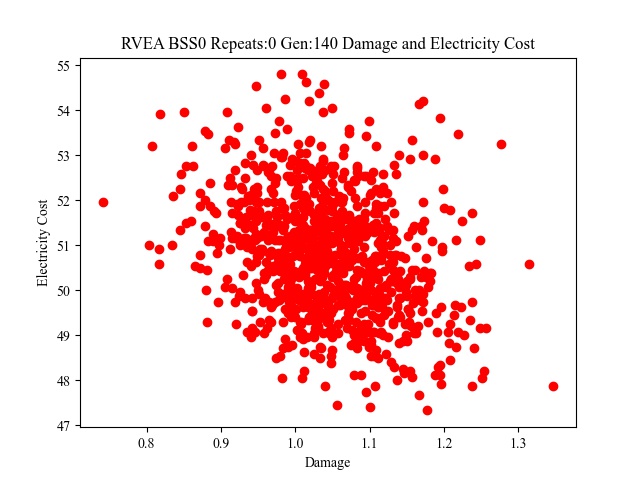 RVEA BSS0 Repeats:0 Gen:140 Damage and Electricity Cost
55
54
53
52
51
50
49
48
47
Electricity Cost
0.8 0.9 1.0 1.1 1.2 1.3
Damage